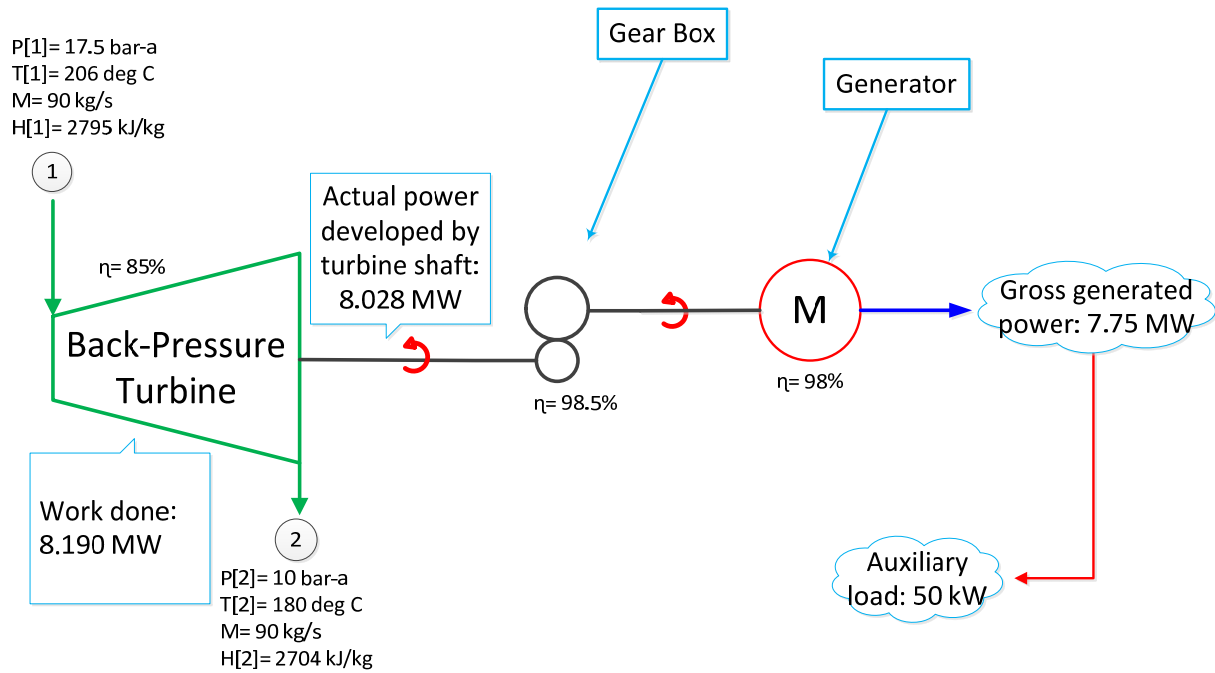 P[1]= 17.5 bar-a
T[1]= 206 deg C
M= 90 kg/s
H[1]= 2795 kJ/kg
1
Gear Box
Generator
Actual power
developed by
turbine shaft:
8.028 MW
η= 85%
Back-Pressure
Turbine
M
Gross generated
power: 7.75 MW
η= 98.5%
η= 98%
Work done:
8.190 MW
2
P[2]= 10 bar-a
T[2]= 180 deg C
M= 90 kg/s
H[2]= 2704 kJ/kg
Auxiliary
load: 50 kW